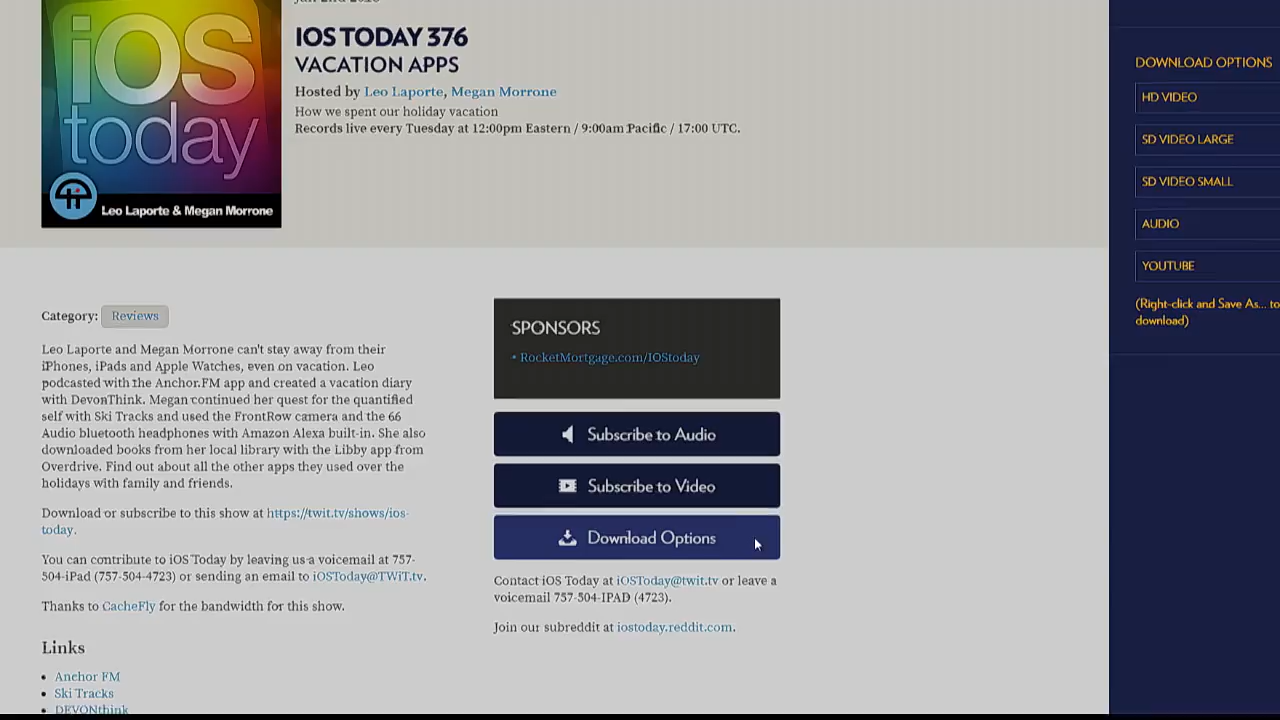 iOS
today
Leo Laporte & Megan Morrone
IOS TODAY 376
VACATION APPS
Hosted by Leo Laporte, Megan Morrone
How we spent our holiday vacation
Records live every Tuesday at 12:00pm Eastern / 9:00am Pacific / 17:00 UTC.
Category: Reviews
Leo Laporte and Megan Morrone can't stay away from their
iPhones, iPads and Apple Watches, even on vacation. Leo
podcasted with the Anchor.FM app and created a vacation diary
with DevonThink. Megan continued her quest for the quantified
self with Ski Tracks and used the FrontRow camera and the 66
Audio bluetooth headphones with Amazon Alexa built-in. She also
downloaded books from her local library with the Libby app from
Overdrive. Find out about all the other apps they used over the
holidays with family and friends.
Download or subscribe to this show at https://twit.tv/shows/ios-
today.
You can contribute to iOS Today by leaving us a voicemail at 757-
504-iPad (757-504-4723) or sending an email to iOSToday@TWiT.tv.
Thanks to CacheFly for the bandwidth for this show.
Links
• Anchor FM
• Ski Tracks
• DEVONthink
SPONSORS
• RocketMortgage.com/IOStoday
Subscribe to Audio
Subscribe to Video
Download Options
Contact iOS Today at iOSToday@twit.tv or leave a
voicemail 757-504-IPAD (4723).
Join our subreddit at iostoday.reddit.com.
DOWNLOAD OPTIONS
HD VIDEO
SD VIDEO LARGE
SD VIDEO SMALL
AUDIO
YOUTUBE
(Right-click and Save As... to
download)